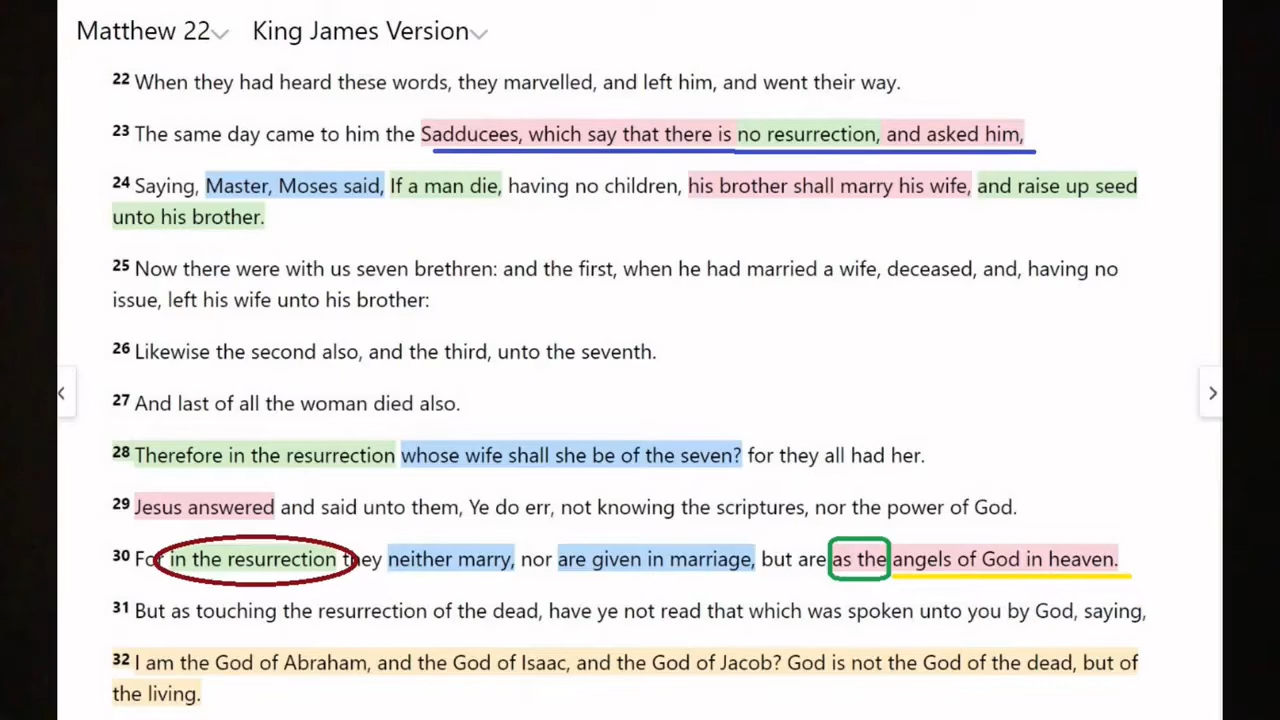 Matthew 22 King James Version
22 When they had heard these words, they marvelled, and left him, and went their way.
23 The same day came to him the Sadducees, which say that there is no resurrection, and asked him,
24 Saying, Master, Moses said, If a man die, having no children, his brother shall marry his wife, and raise up seed
unto his brother.
25 Now there were with us seven brethren: and the first, when he had married a wife, deceased, and, having no
issue, left his wife unto his brother:
26 Likewise the second also, and the third, unto the seventh.
27 And last of all the woman died also.
28 Therefore in the resurrection whose wife shall she be of the seven? for they all had her.
29 Jesus answered and said unto them, Ye do err, not knowing the scriptures, nor the power of God.
30 For in the resurrection they neither marry, nor are given in marriage, but are as the angels of God in heaven.
31 But as touching the resurrection of the dead, have ye not read that which was spoken unto you by God, saying,
32 I am the God of Abraham, and the God of Isaac, and the God of Jacob? God is not the God of the dead, but of
the living.